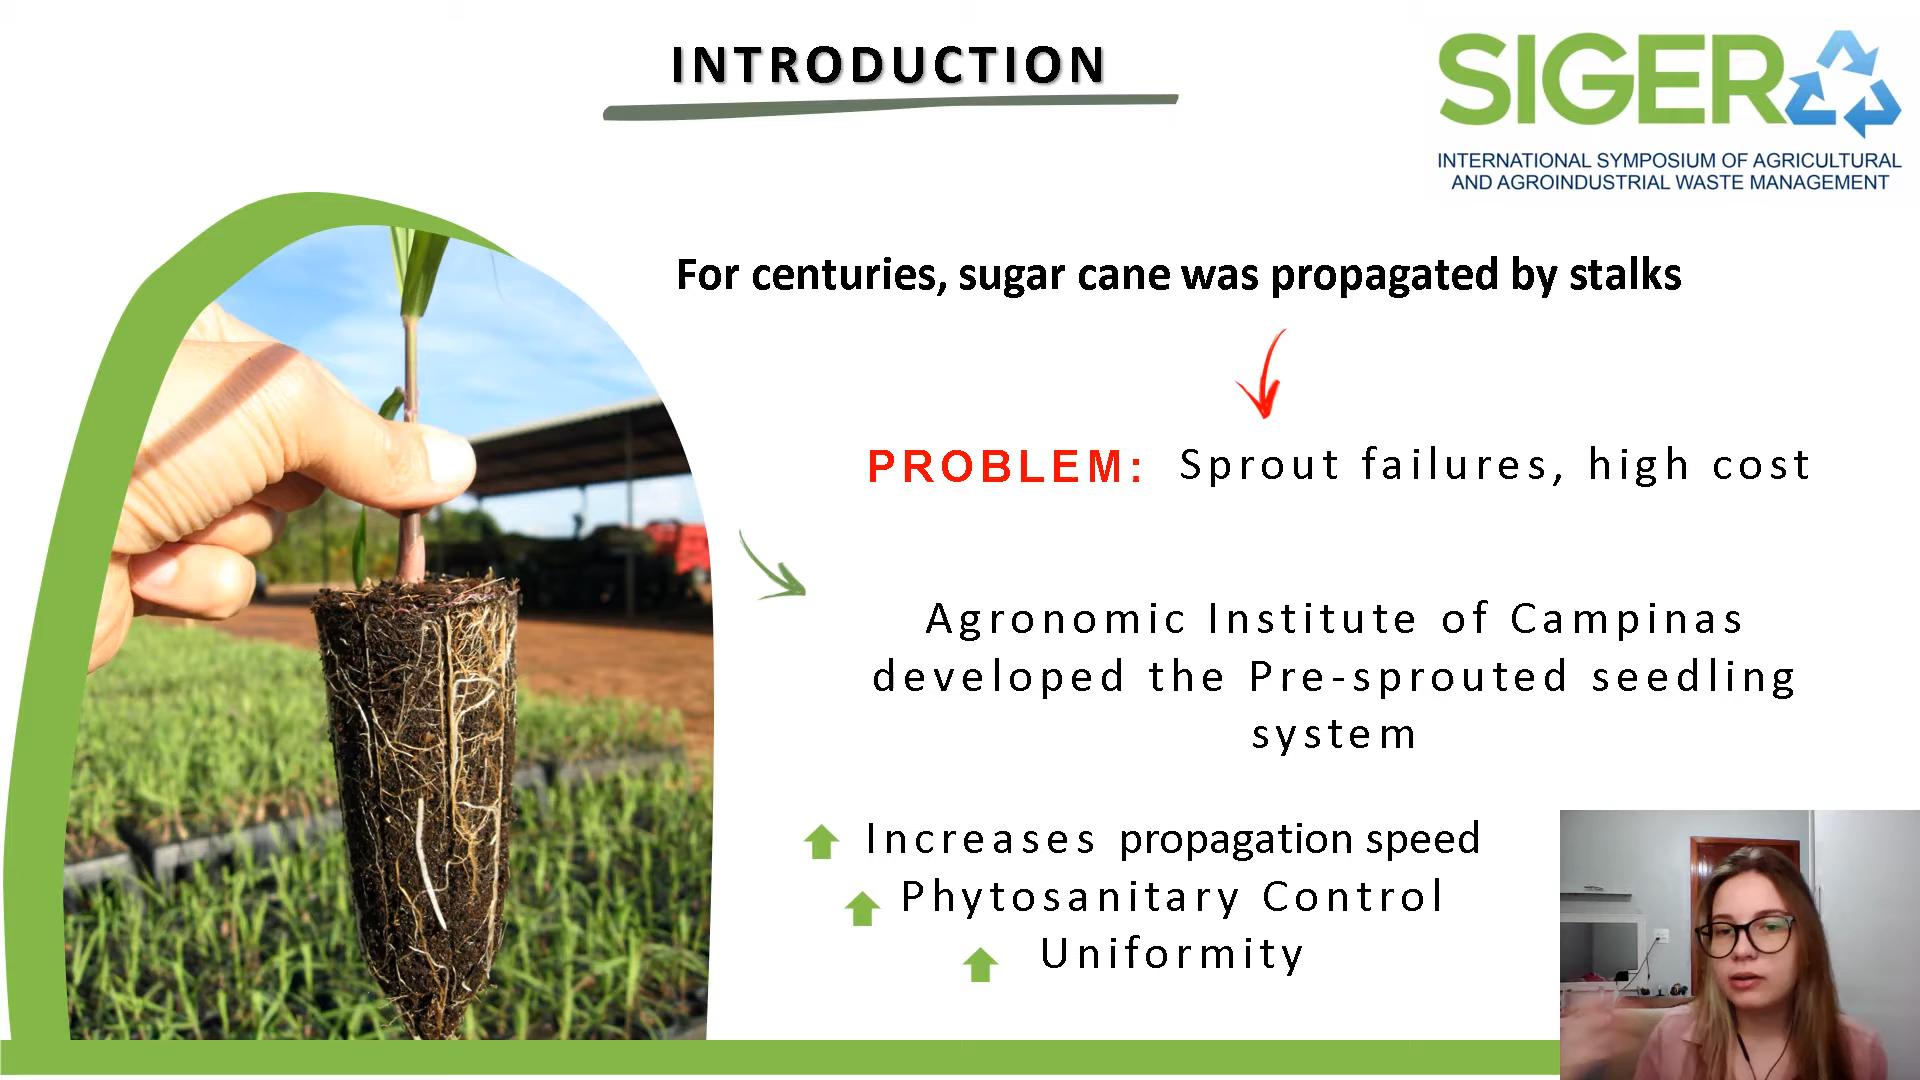 INTRODUCTION
SIGERA
INTERNATIONAL SYMPOSIUM OF AGRICULTURAL
AND AGROINDUSTRIAL WASTE MANAGEMENT
For centuries, sugar cane was propagated by stalks
PROBLEM: Sprout failures, high cost
Agronomic Institute of Campinas
developed the Pre-sprouted seedling
system
Increases propagation speed
Phytosanitary Control
Uniformity